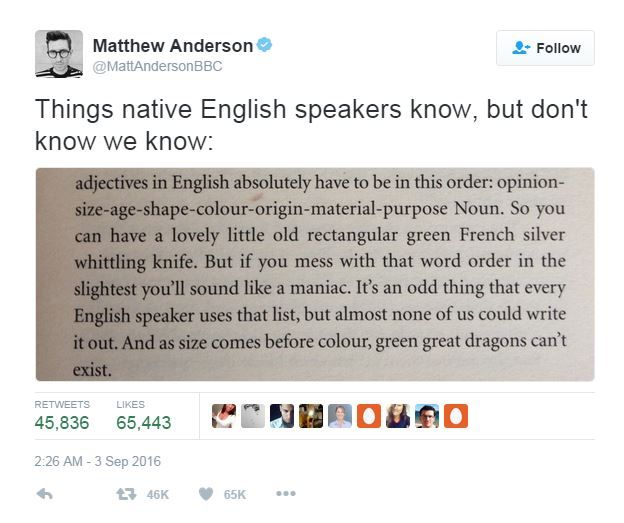 Matthew Anderson
@MattAndersonBBC
Follow
Things native English speakers know, but don't
know we know:
adjectives in English absolutely have to be in this order: opinion-
size-age-shape-colour-origin-material-purpose Noun. So you
can have a lovely little old rectangular green French silver
whittling knife. But if you mess with that word order in the
slightest you'll sound like a maniac. It's an odd thing that every
English speaker uses that list, but almost none of us could write
it out. And as size comes before colour, green great dragons can't
exist.
RETWEETS LIKES
45,836 65,443
2:26 AM - 3 Sep 2016
46K 65K